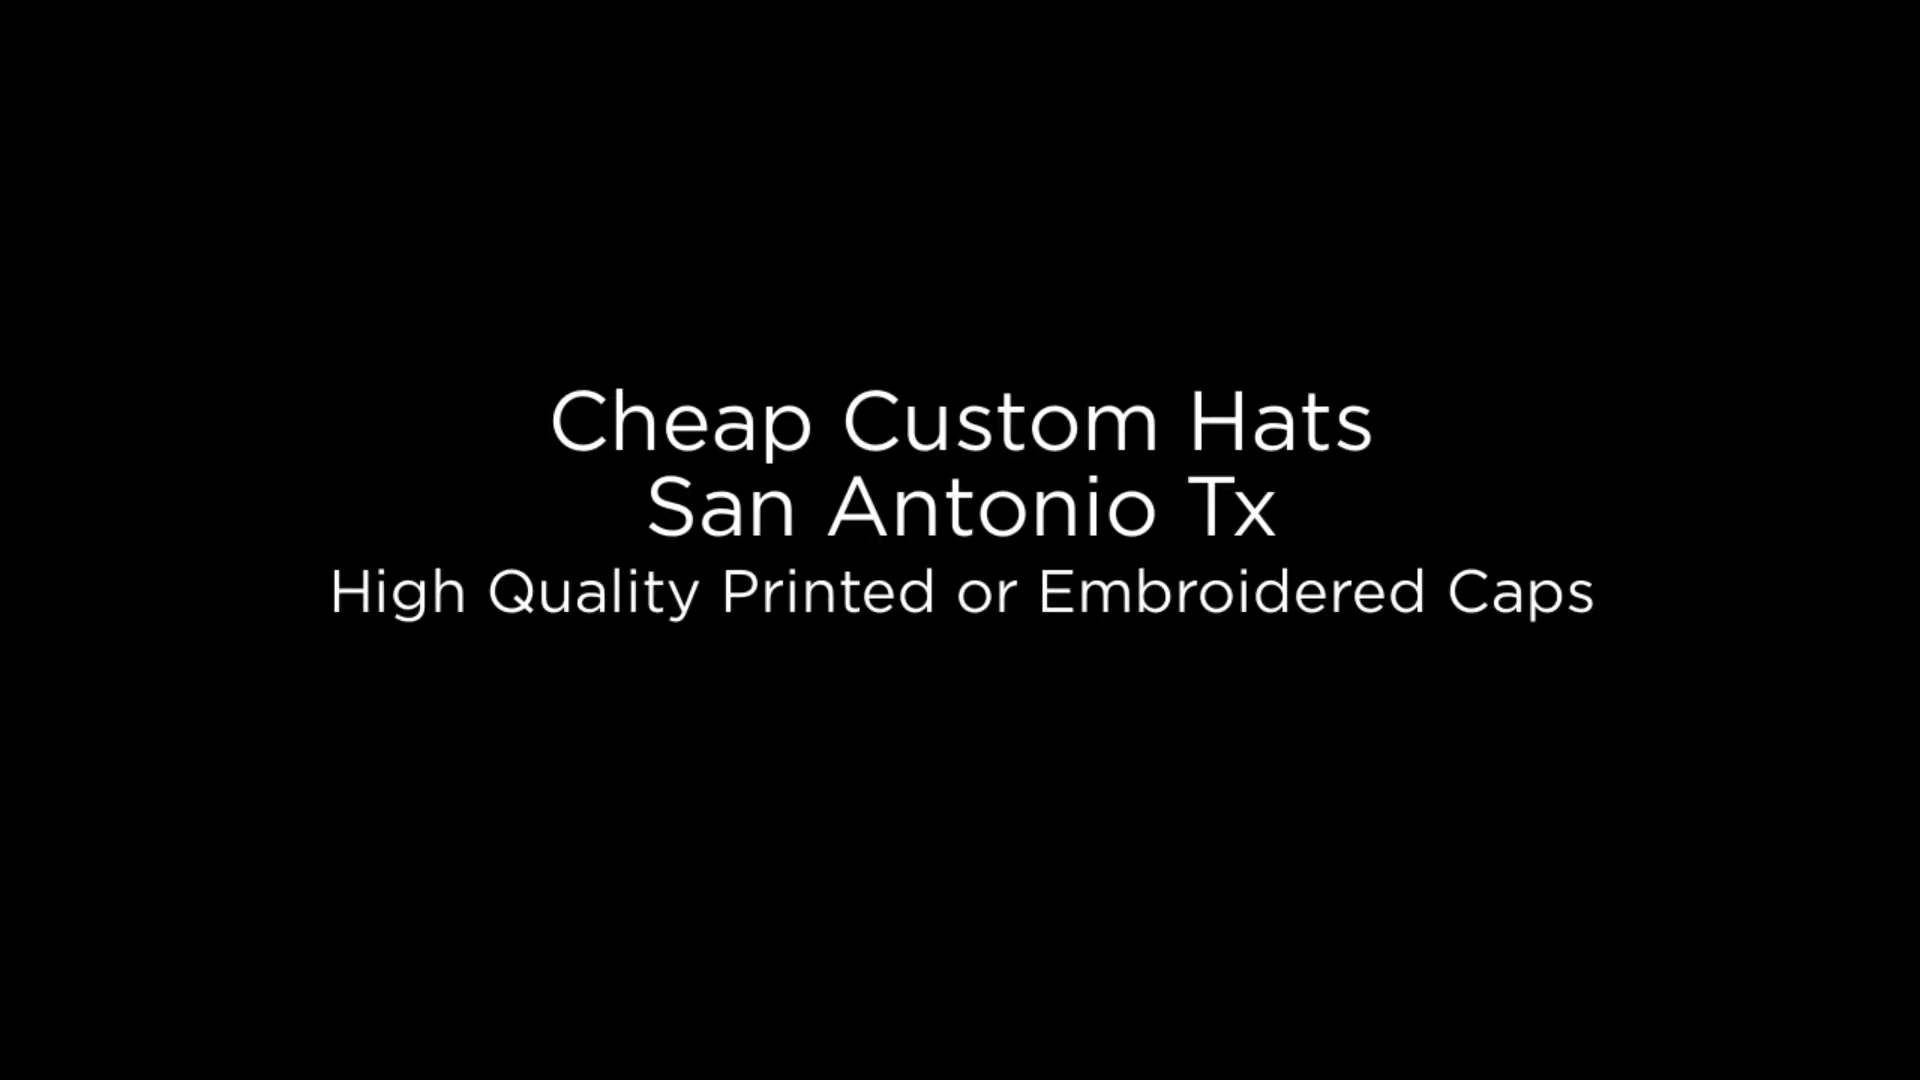 Cheap Custom Hats
San Antonio Tx
High Quality Printed or Embroidered Caps